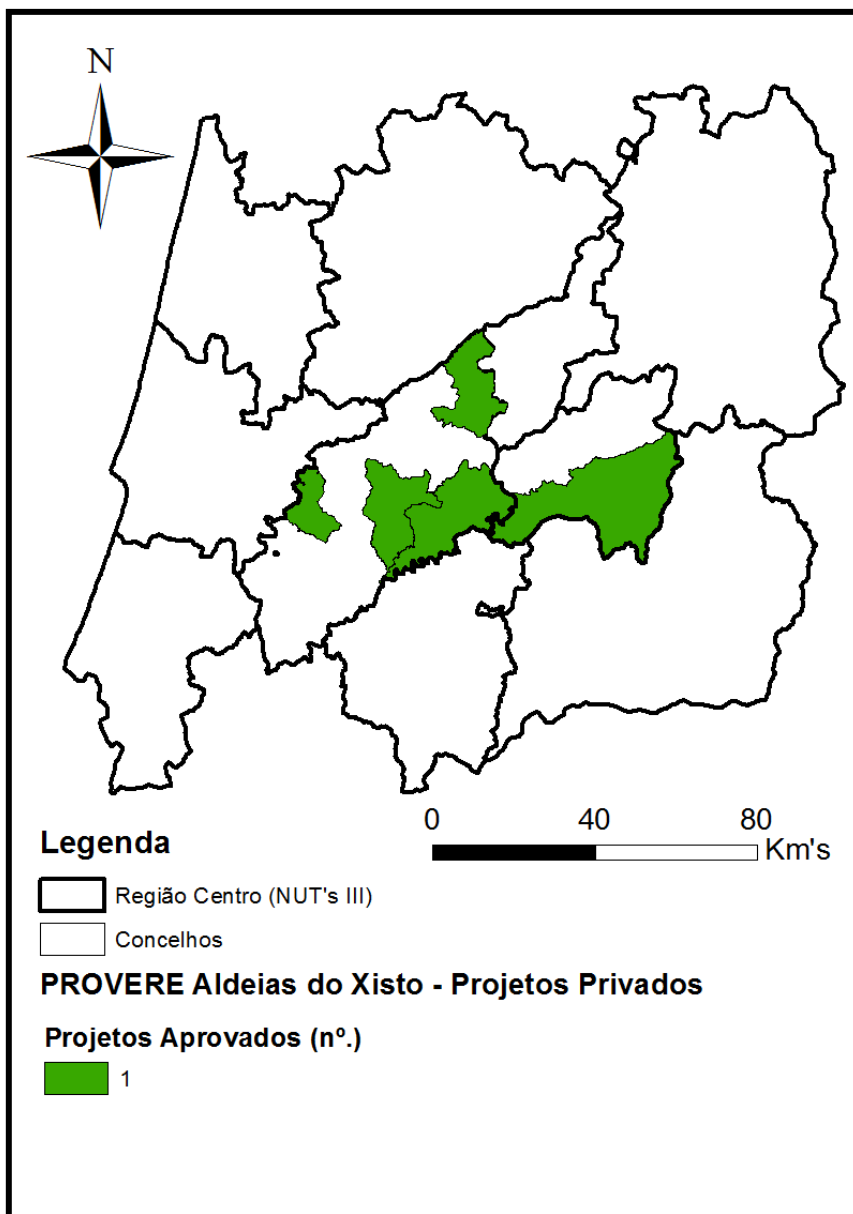 N
0 40 80
Km's
Legenda
Região Centro (NUT's III)
Concelhos
PROVERE Aldeias do Xisto - Projetos Privados
Projetos Aprovados (nº.)
1